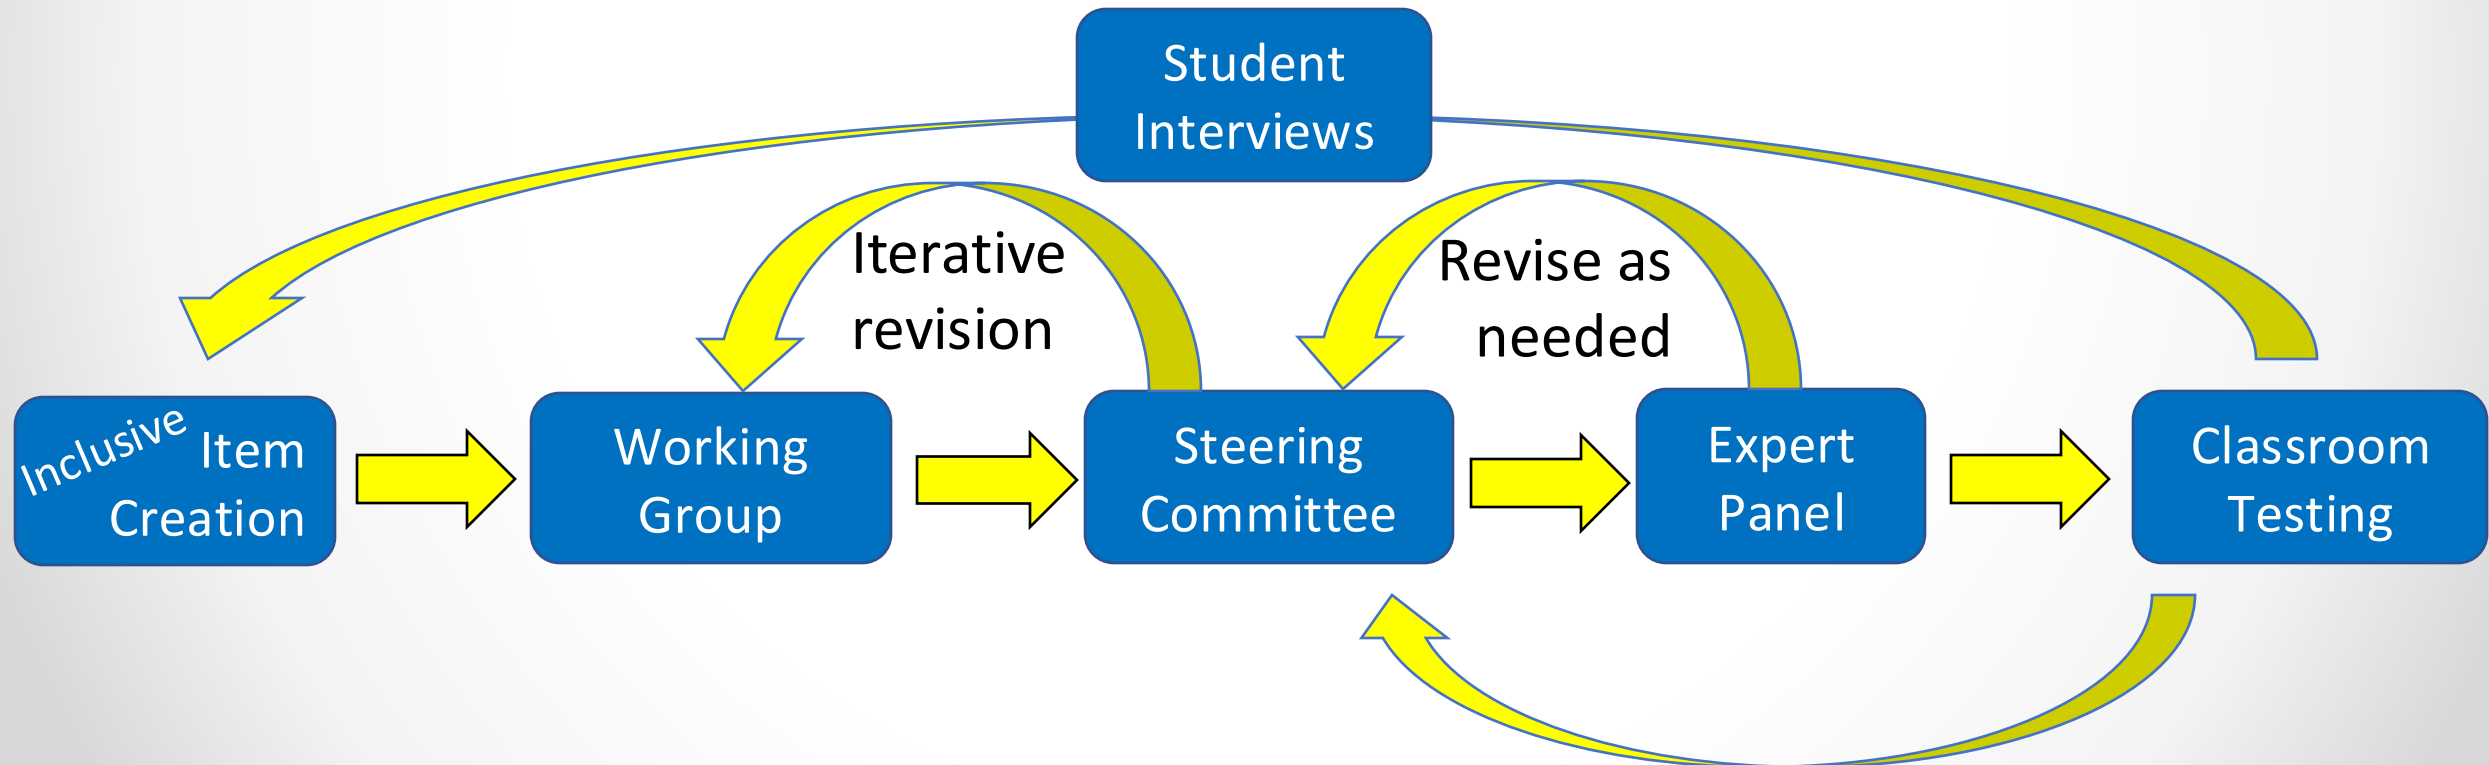 Student
Interviews
Iterative
revision
Revise as
needed
Inclusive Item
Creation
Working
Group
Steering
Committee
Expert
Panel
Classroom
Testing